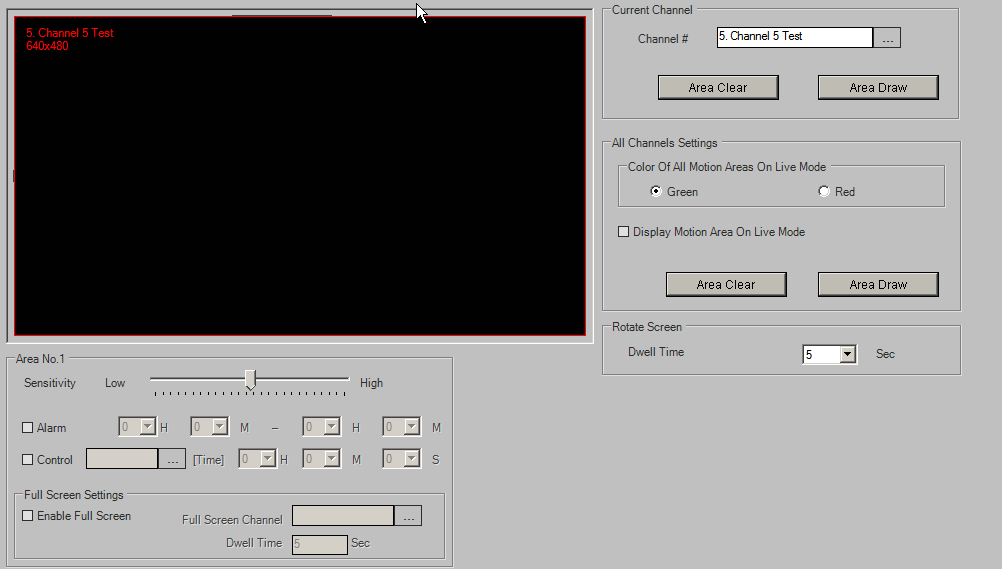 5. Channel 5 Test
640x480
Current Channel
Channel #
5. Channel 5 Test
...
Area Clear
Area Draw
All Channels Settings
Color Of All Motion Areas On Live Mode
Green
Red
Display Motion Area On Live Mode
Area Clear
Area Draw
Rotate Screen
Dwell Time
5
Sec
Area No.1
Sensitivity
Low
High
Alarm
0
H
0
M
–
0
H
0
M
Control
...
[Time]
0
H
0
M
0
S
Full Screen Settings
Enable Full Screen
Full Screen Channel
...
Dwell Time
5
Sec